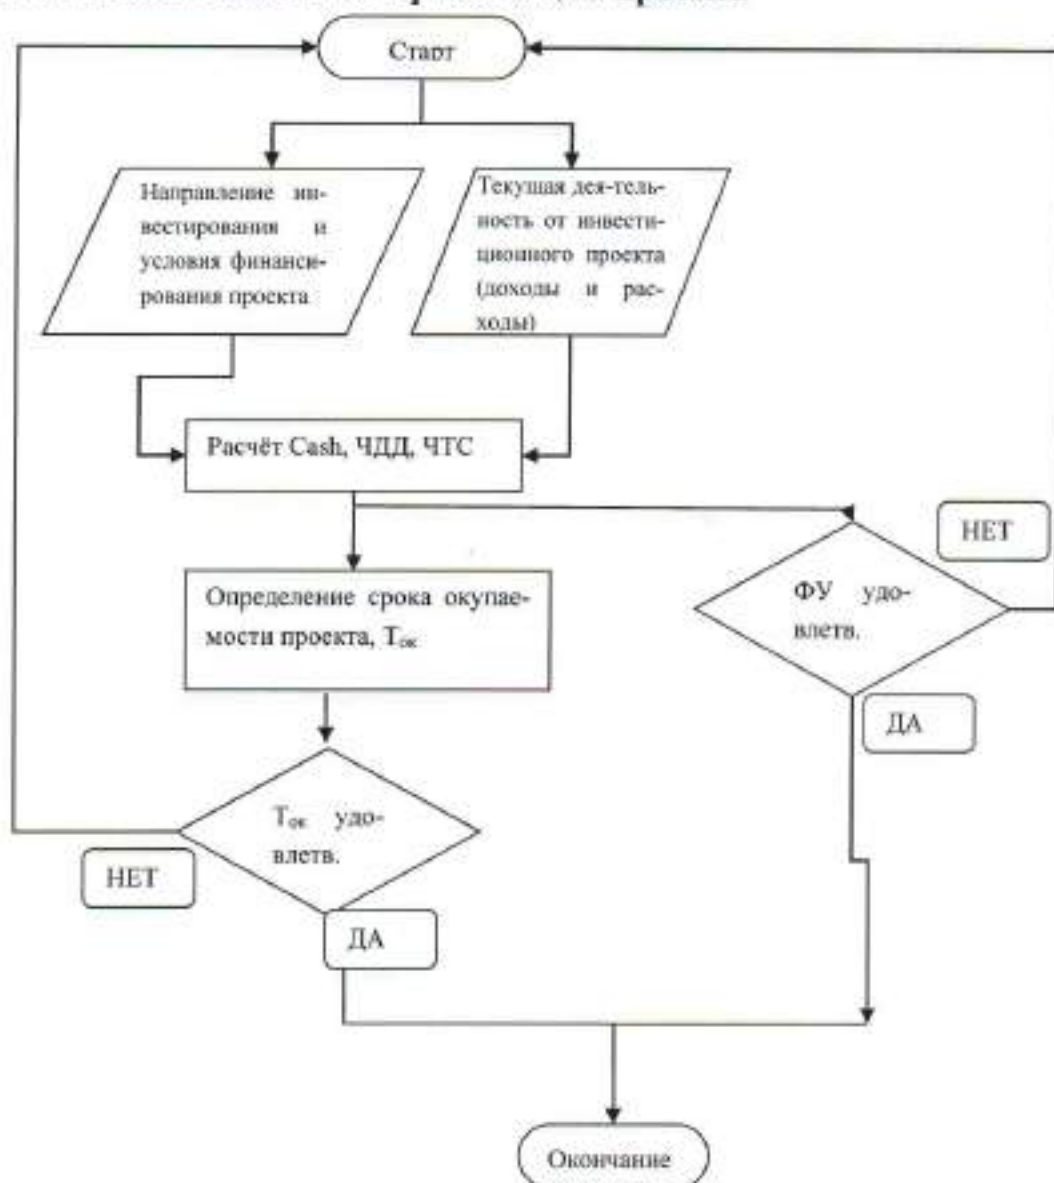 Старт
Направление ин-
вестирования и
условия финанси-
рования проекта
Текущая дея-тель-
ность от инвести-
ционного проекта
(доходы и рас-
ходы)
Расчёт Cash, ЧДД, ЧТС
НЕТ
Определение срока окупае-
мости проекта, Tок
ФУ удо-
влетв.
ДА
Tок удо-
влетв.
НЕТ
ДА
Окончание